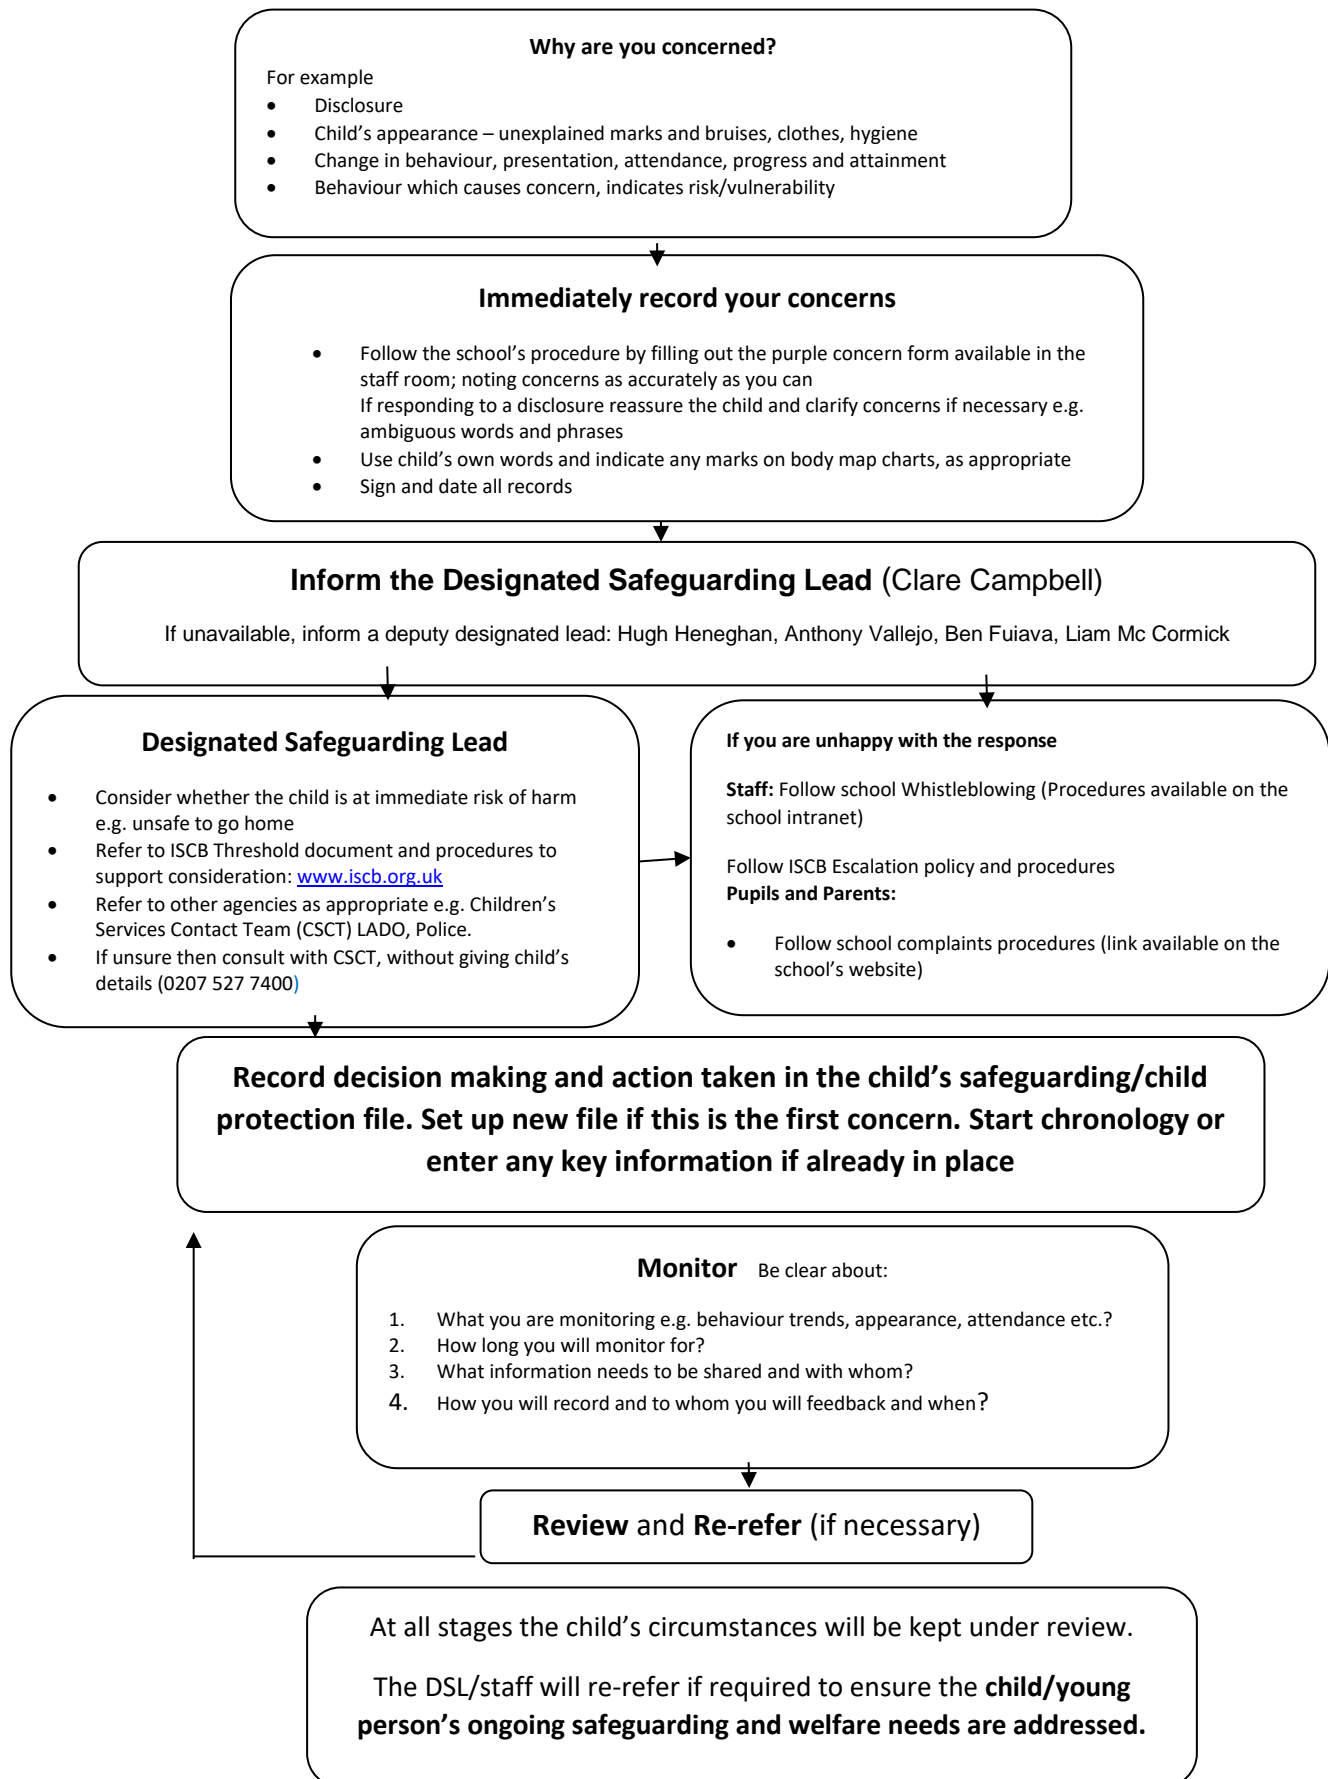 Why are you concerned?
For example
• Disclosure
• Child’s appearance – unexplained marks and bruises, clothes, hygiene
• Change in behaviour, presentation, attendance, progress and attainment
• Behaviour which causes concern, indicates risk/vulnerability
Immediately record your concerns
• Follow the school’s procedure by filling out the purple concern form available in the
staff room; noting concerns as accurately as you can
If responding to a disclosure reassure the child and clarify concerns if necessary e.g.
ambiguous words and phrases
• Use child’s own words and indicate any marks on body map charts, as appropriate
• Sign and date all records
Inform the Designated Safeguarding Lead (Clare Campbell)
If unavailable, inform a deputy designated lead: Hugh Heneghan, Anthony Vallejo, Ben Fuiava, Liam Mc Cormick
Designated Safeguarding Lead
• Consider whether the child is at immediate risk of harm
e.g. unsafe to go home
• Refer to ISCB Threshold document and procedures to
support consideration: www.iscb.org.uk
• Refer to other agencies as appropriate e.g. Children’s
Services Contact Team (CSCT) LADO, Police.
• If unsure then consult with CSCT, without giving child’s
details (0207 527 7400)
If you are unhappy with the response
Staff: Follow school Whistleblowing (Procedures available on the
school intranet)
Follow ISCB Escalation policy and procedures
Pupils and Parents:
• Follow school complaints procedures (link available on the
school’s website)
Record decision making and action taken in the child’s safeguarding/child
protection file. Set up new file if this is the first concern. Start chronology or
enter any key information if already in place
Monitor Be clear about:
1. What you are monitoring e.g. behaviour trends, appearance, attendance etc.?
2. How long you will monitor for?
3. What information needs to be shared and with whom?
4. How you will record and to whom you will feedback and when?
Review and Re-refer (if necessary)
At all stages the child’s circumstances will be kept under review.
The DSL/staff will re-refer if required to ensure the child/young
person’s ongoing safeguarding and welfare needs are addressed.